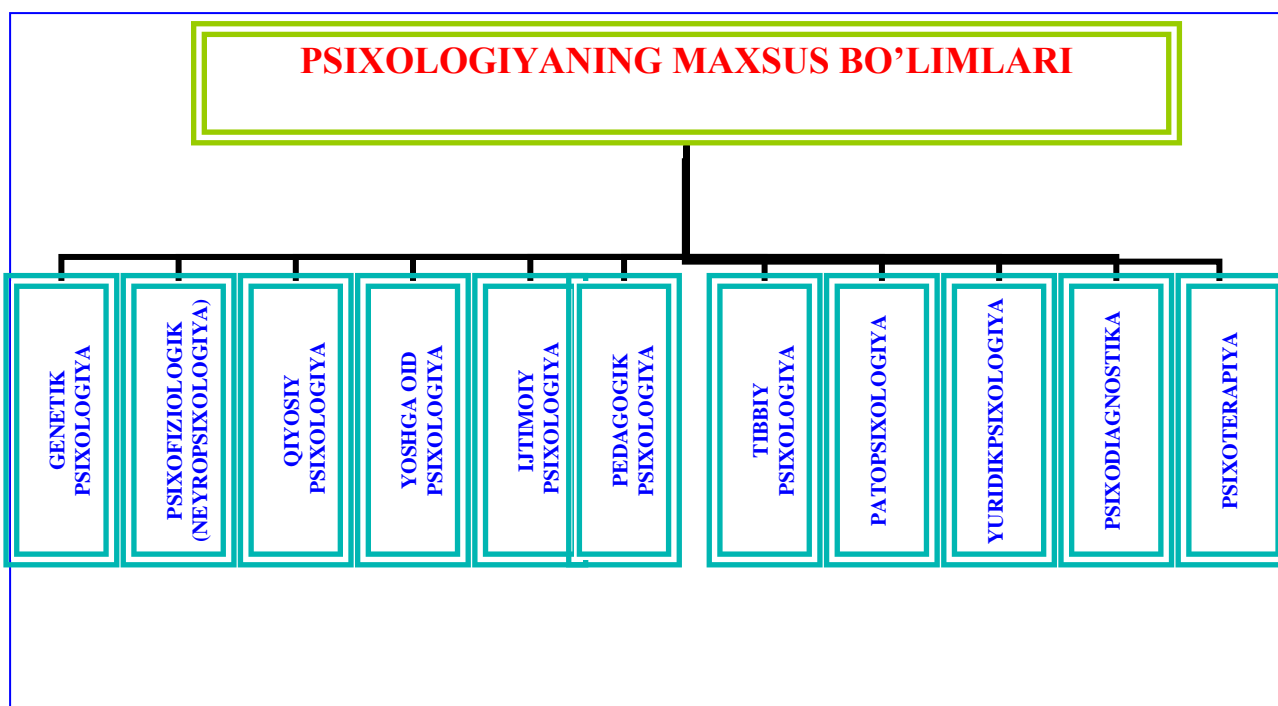 PSIXOLOGIYANING MAXSUS BO’LIMLARI
GENETIK
PSIXOLOGIYA
PSIXOFIZIOLOGIK
(NEYROPSIXOLOGIYA)
QIYOSIY
PSIXOLOGIYA
YOSHGA OID
PSIXOLOGIYA
IJTIMOIY
PSIXOLOGIYA
PEDAGOGIK
PSIXOLOGIYA
TIBBIY
PSIXOLOGIYA
PATOPSIXOLOGIYA
YURIDIKPSIXOLOGIYA
PSIXODIAGNOSTIKA
PSIXOTERAPIYA